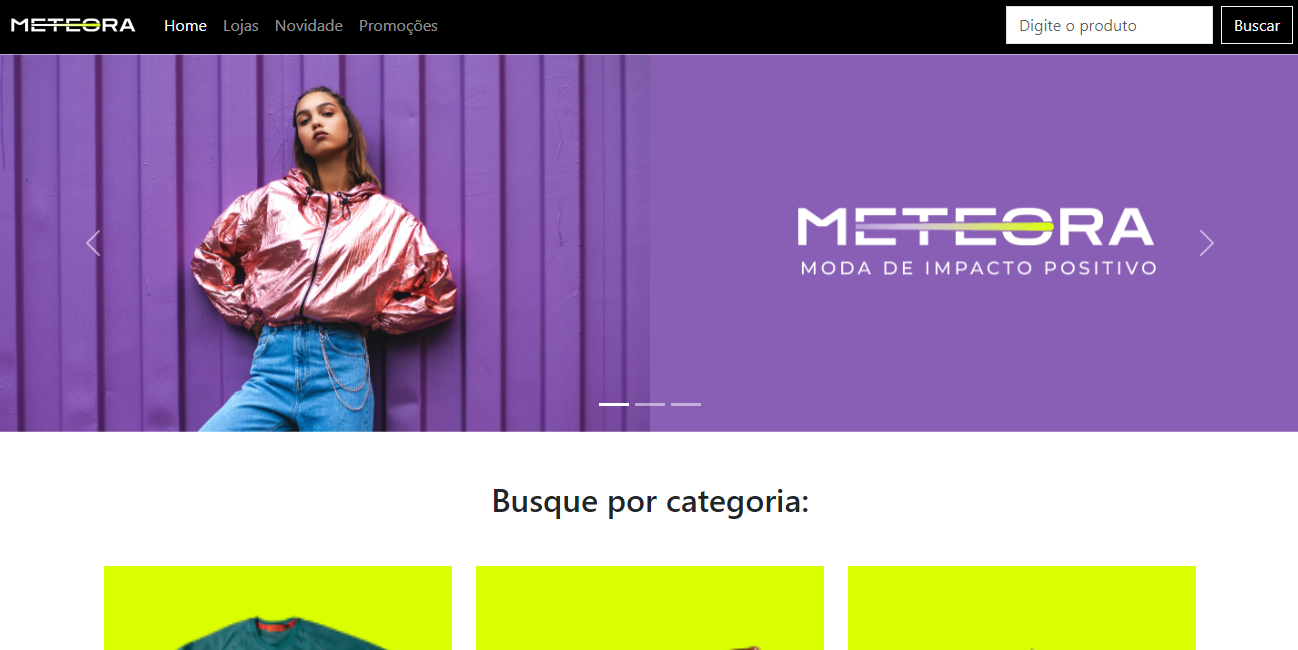 METEORA Home Lojas Novidade Promoções Digite o produto Buscar
METEORA
MODA DE IMPACTO POSITIVO
Busque por categoria: